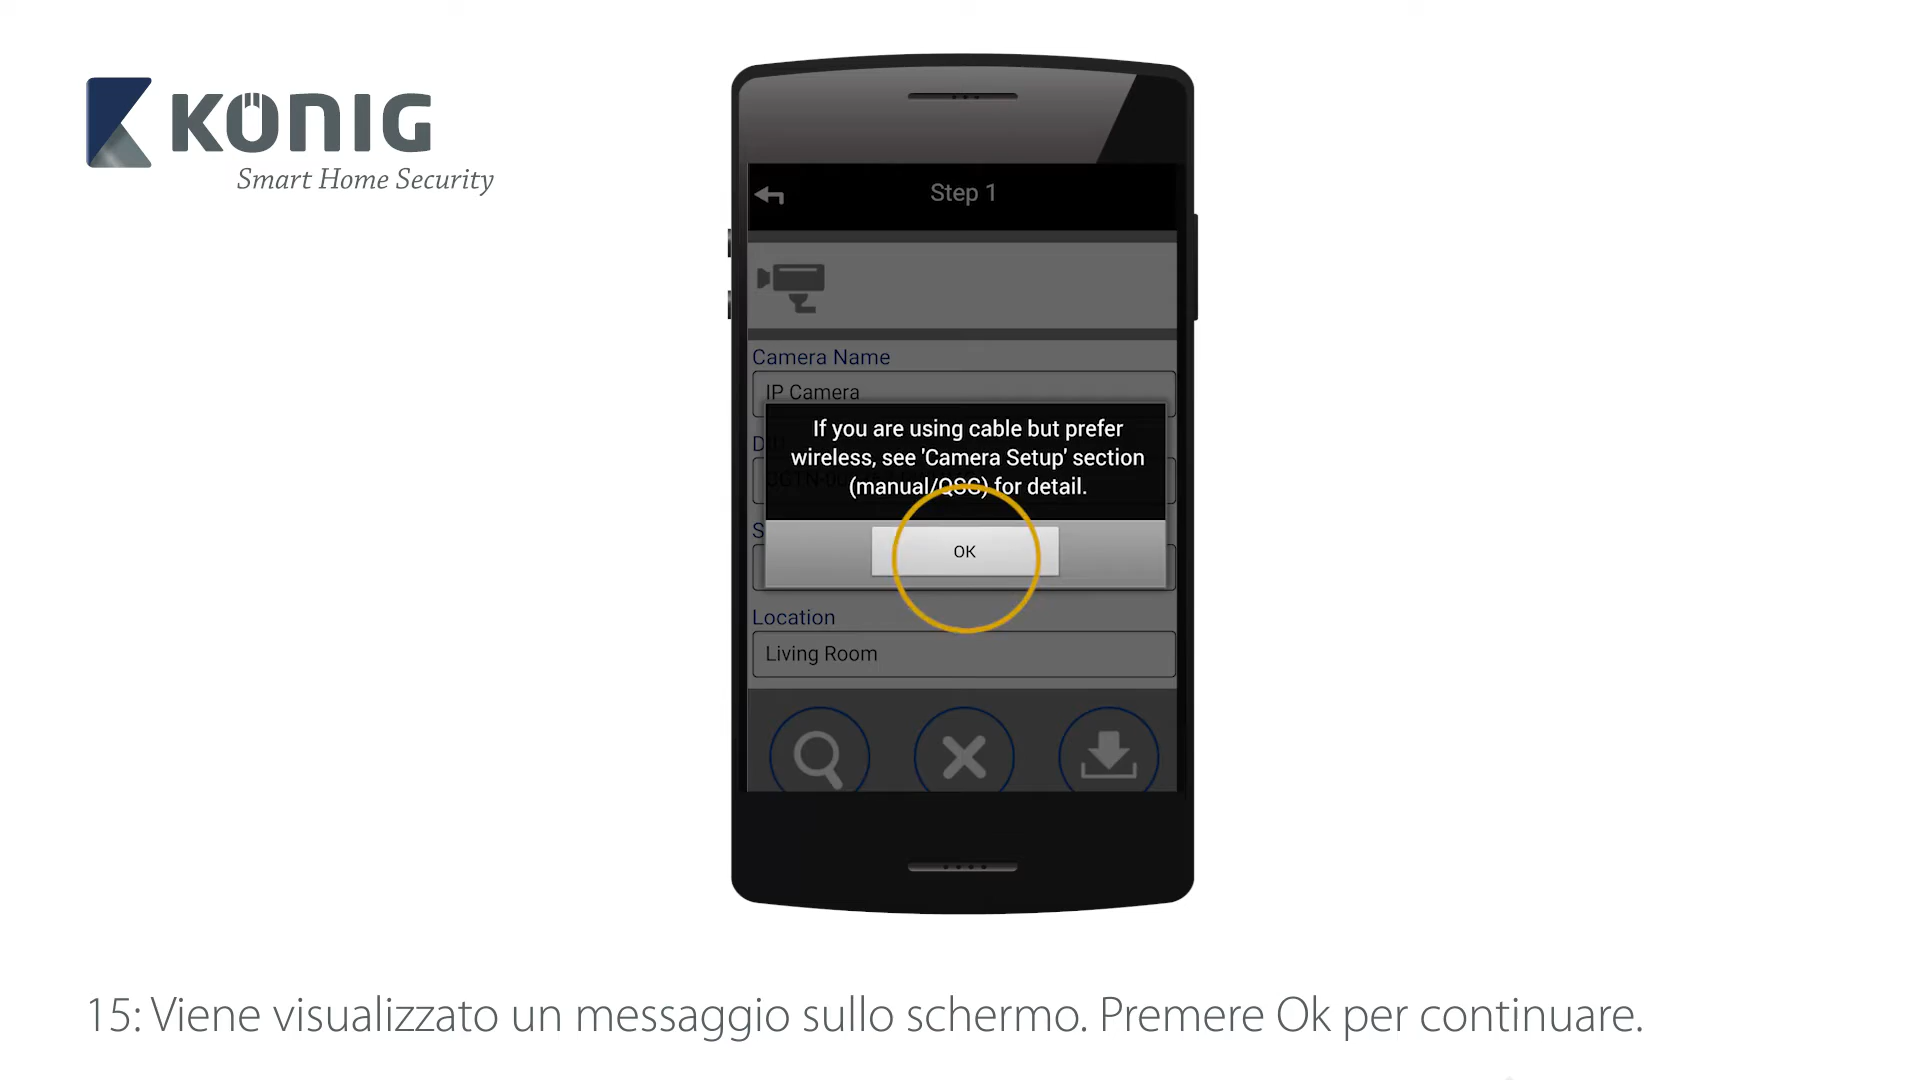 KÖNIG
Smart Home Security
Step 1
Camera Name
IP Camera
If you are using cable but prefer
wireless, see 'Camera Setup' section
(manual/QSG) for detail.
OK
Location
Living Room
15: Viene visualizzato un messaggio sullo schermo. Premere Ok per continuare.